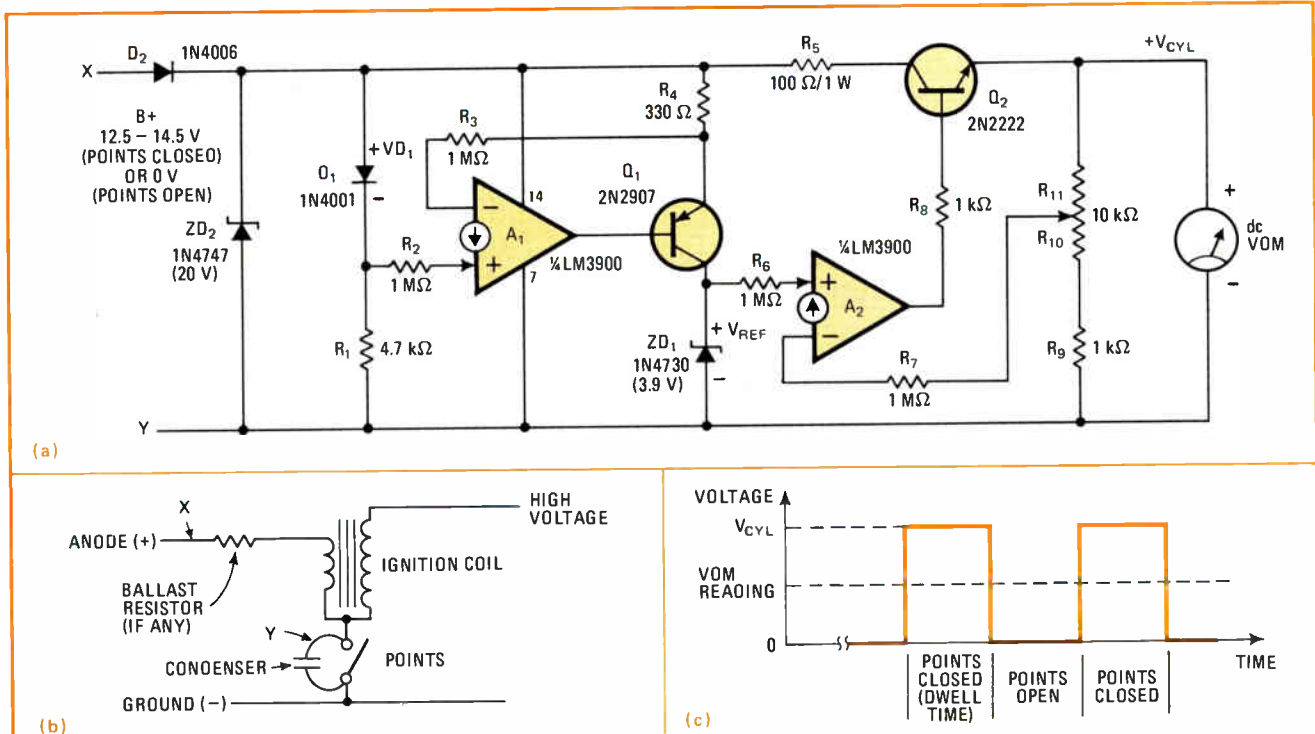 D2 1N4006
X
B+
12.5 – 14.5 V
(POINTS CLOSED)
OR 0 V
(POINTS OPEN)
ZD2
1N4747
(20 V)
+ VD1
D1
1N4001
–
R1
4.7 kΩ
R2
1 MΩ
R3
1 MΩ
–
+
A1
14
7
¼LM3900
R4
330 Ω
Q1
2N2907
R5
100 Ω/1 W
Q2
2N2222
R6
1 MΩ
+ VREF
ZD1
1N4730
(3.9 V)
–
+
–
A2
¼LM3900
R8
1 kΩ
R7
1 MΩ
+VCYL
R11
10 kΩ
R10
R9
1 kΩ
+
dc
VOM
–
Y
(a)
X
ANODE (+)
BALLAST
RESISTOR
(IF ANY)
HIGH
VOLTAGE
IGNITION COIL
Y
CONDENSER
POINTS
GROUND (–)
(b)
VOLTAGE
VCYL
VOM
READING
0
TIME
POINTS
CLOSED
(DWELL
TIME)
POINTS
OPEN
POINTS
CLOSED
(c)